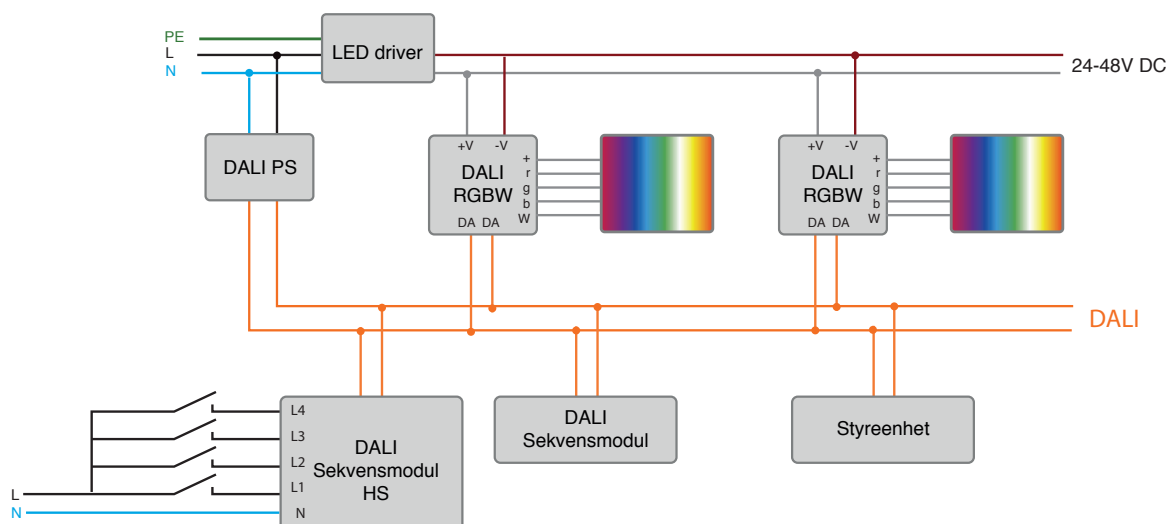 PE
L
N
LED driver
24-48V DC
DALI PS
+V -V
DALI
RGBW
DA DA
+
r
g
b
W
+V -V
DALI
RGBW
DA DA
+
r
g
b
W
DALI
L4
L3
L2
L1
N
DALI
Sekvensmodul
HS
DALI
Sekvensmodul
Styreenhet
L
N